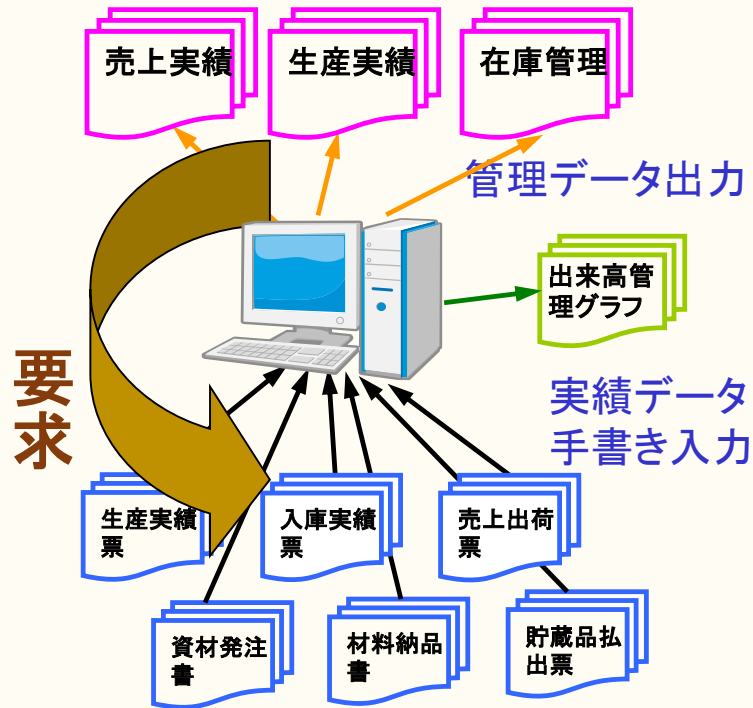 売上実績
生産実績
在庫管理
管理データ出力
出来高管
理グラフ
要
求
実績データ
手書き入力
生産実績
票
入庫実績
票
売上出荷
票
資材発注
書
材料納品
書
貯蔵品払
出票